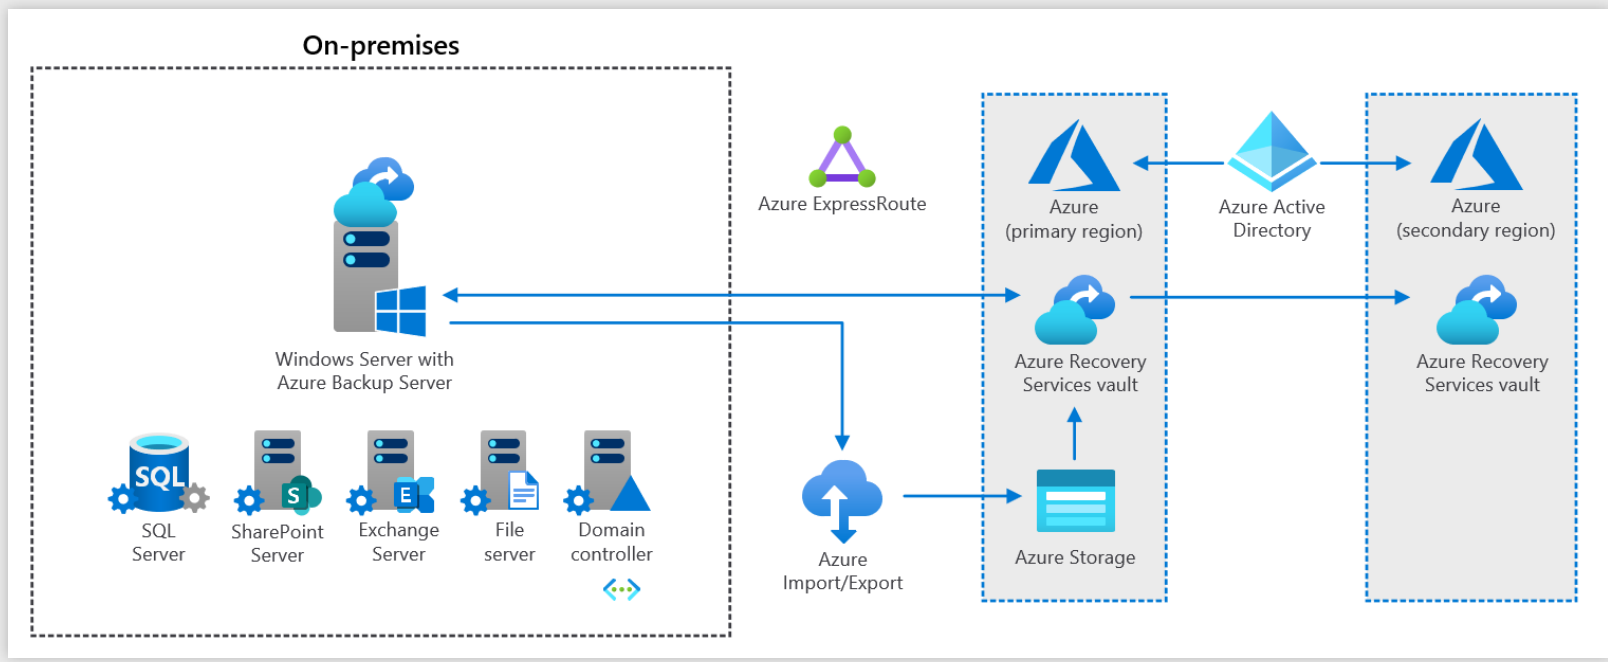 On-premises
Azure ExpressRoute
Azure
(primary region)
Azure Active
Directory
Azure
(secondary region)
Windows Server with
Azure Backup Server
Azure Recovery
Services vault
Azure Recovery
Services vault
SQL
S
E
SQL
Server
SharePoint
Server
Exchange
Server
File
server
Domain
controller
Azure
Import/Export
Azure Storage